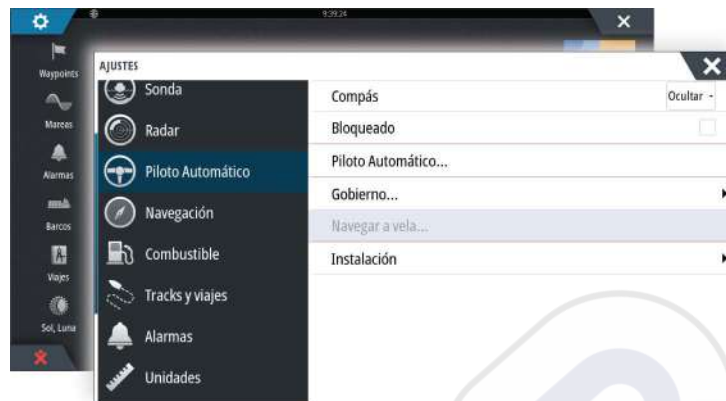 9:39:24
Waypoints
Mareas
Alarmas
Barcos
Viajes
Sol, Luna
AJUSTES
Sonda
Radar
Piloto Automático
Navegación
Combustible
Tracks y viajes
Alarmas
Unidades
Compás
Ocultar
Bloqueado
Piloto Automático...
Gobierno...
Navegar a vela...
Instalación